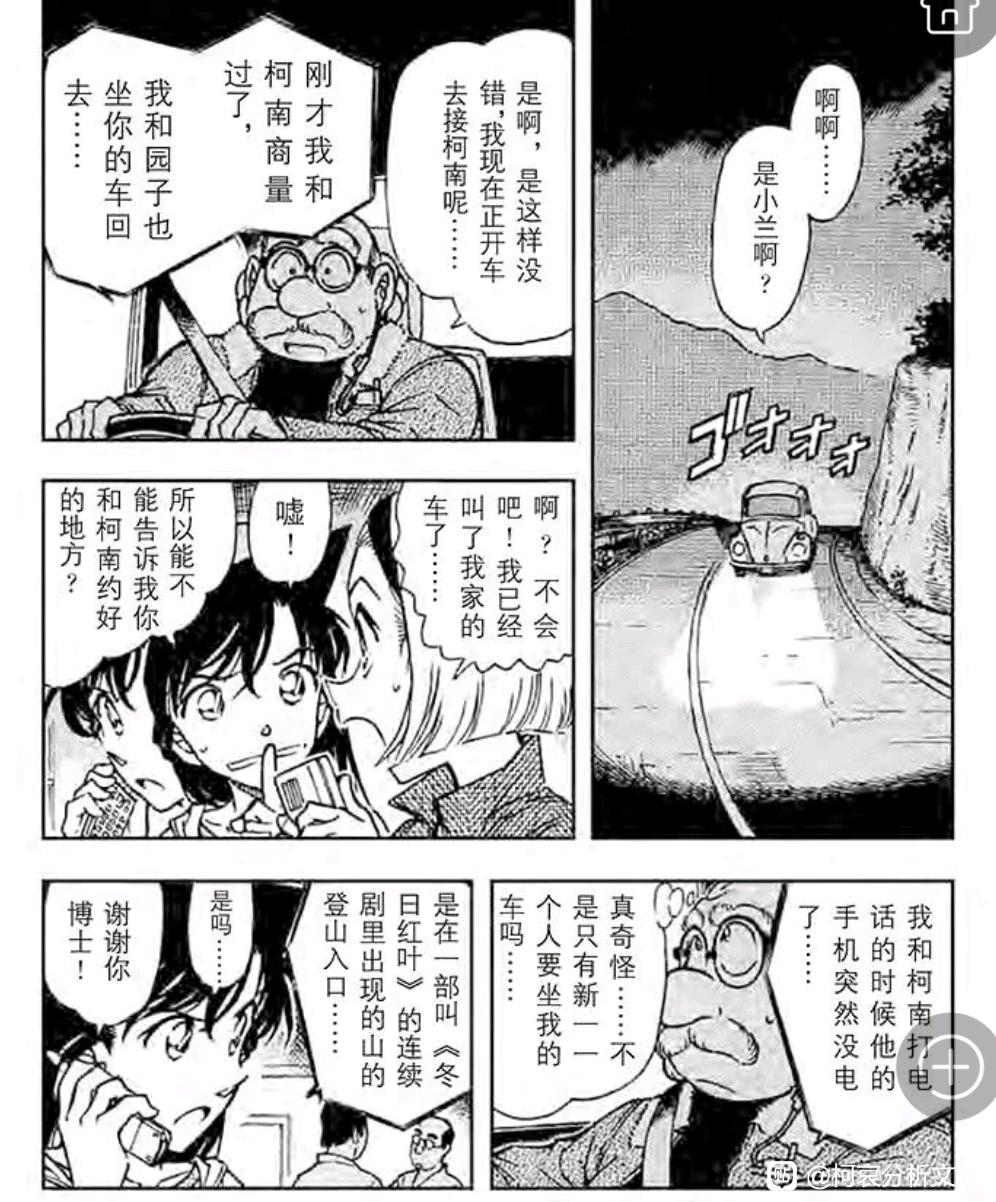 啊啊……
是小兰啊？
ゴォォォ
是啊，是这样没
错，我现在正开车
去接柯南呢……
刚才我和
柯南商量
过了，
我和园子也
坐你的车回
去……
啊？不会
吧！我已经
叫了我家的
车了……
嘘！
所以能不
能告诉我你
和柯南约好
的地方？
我和柯南打电
话的时候他的
手机突然没电
了……
真奇怪……不
是只有新一一
个人要坐我的
车吗……
是在一部叫《冬
日红叶》的连续
剧里出现的山的
登山入口……
是吗……
谢谢你
博士！
贴 @柯哀分析文